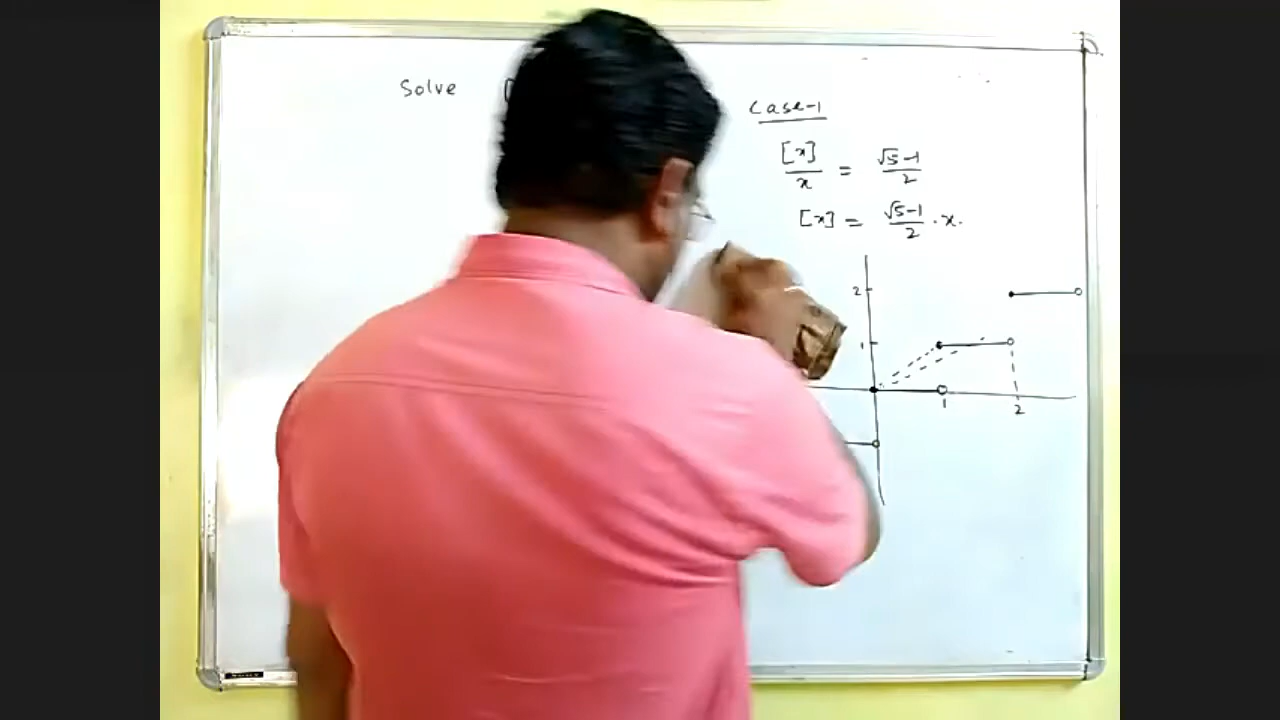 Solve
Case-1
[x]/x = (√5-1)/2
[x] = (√5-1)/2 . x.
2
1
1
2